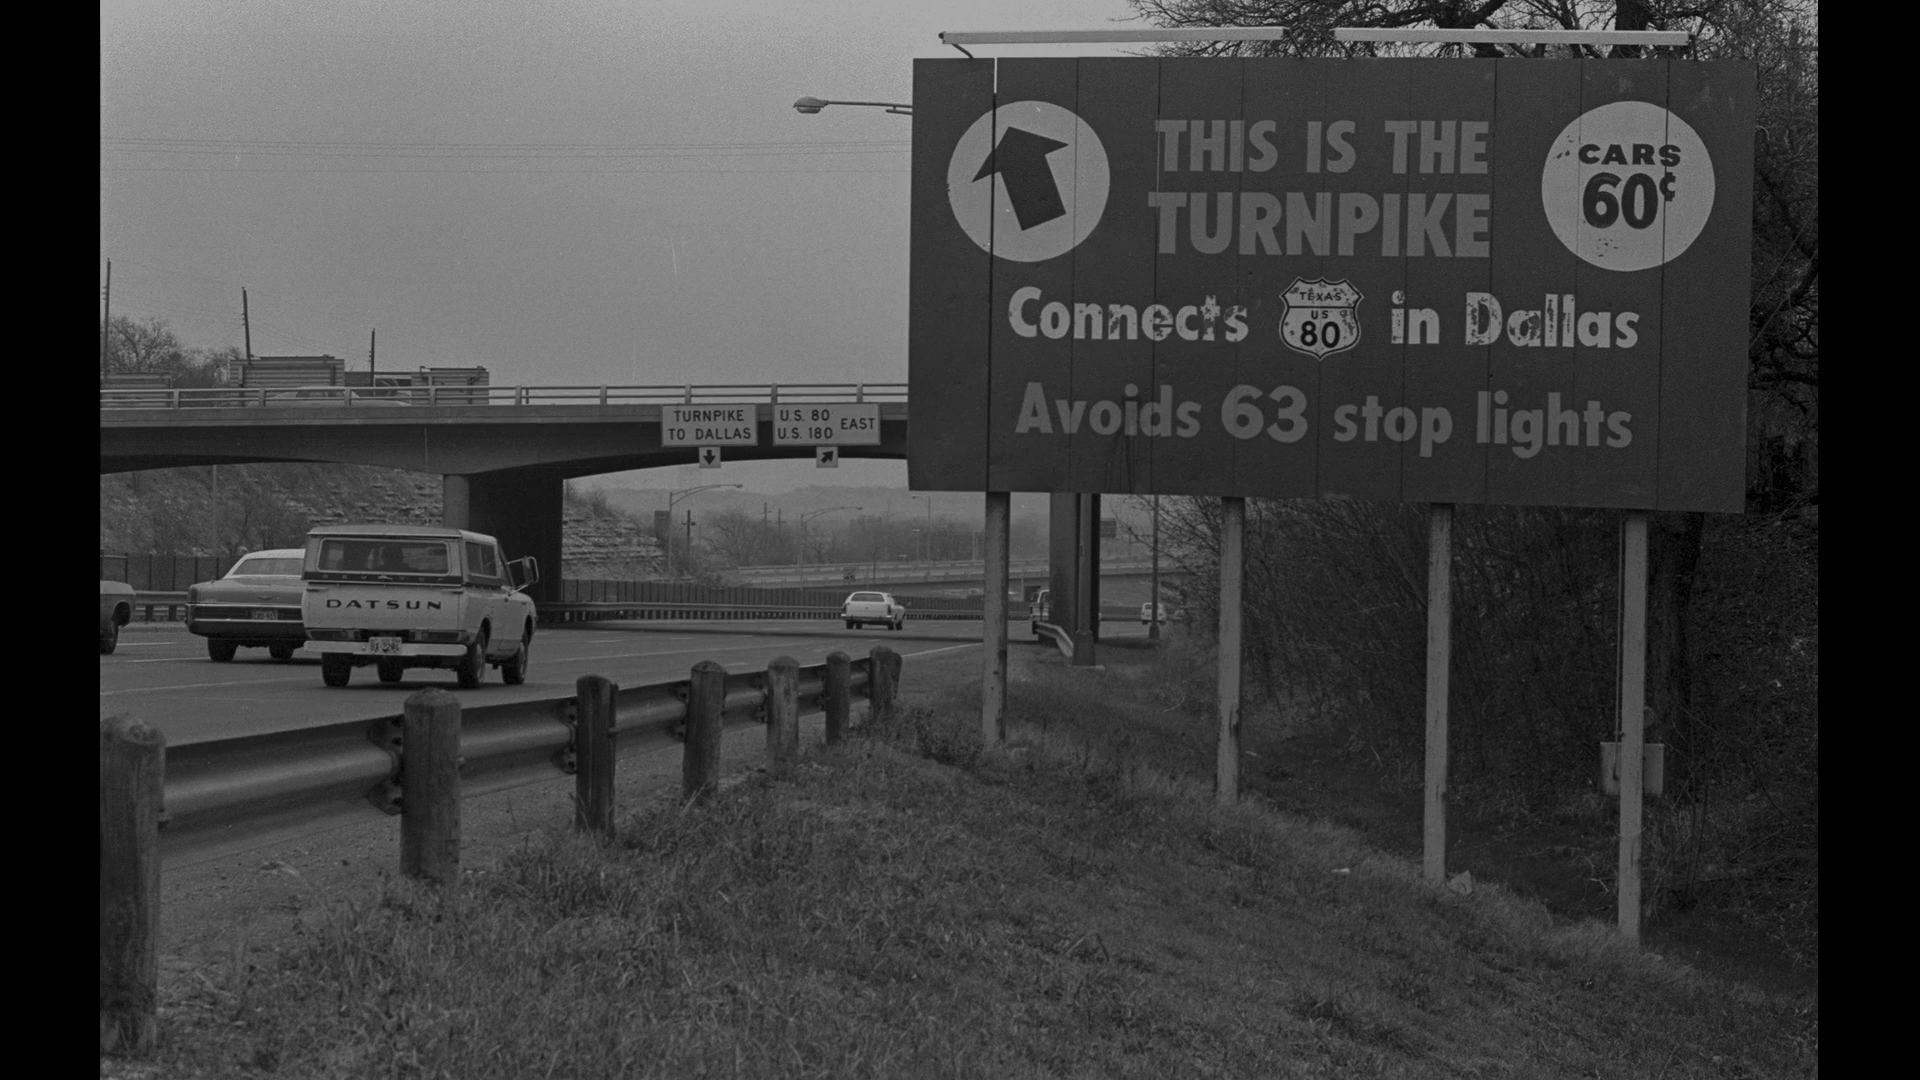 THIS IS THE
TURNPIKE
CARS
60¢
Connects TEXAS US 80 in Dallas
Avoids 63 stop lights
TURNPIKE
TO DALLAS
U.S. 80
U.S. 180 EAST
DATSUN